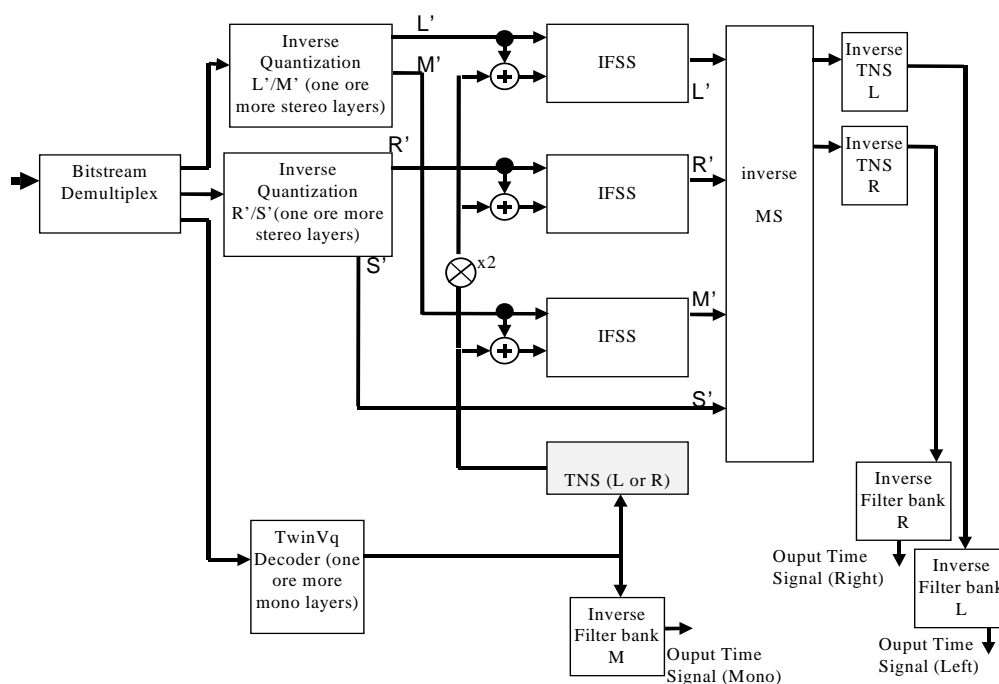 L’
Inverse
Quantization
L’/M’ (one ore
more stereo layers)
M’
IFSS
L’
Inverse
TNS
L
Bitstream
Demultiplex
Inverse
Quantization
R’/S’(one ore more
stereo layers)
R’
IFSS
R’
inverse
MS
Inverse
TNS
R
S’
x2
IFSS
M’
S’
TNS (L or R)
TwinVq
Decoder (one
ore more
mono layers)
Inverse
Filter bank
M
Ouput Time
Signal (Mono)
Inverse
Filter bank
R
Ouput Time
Signal (Right)
Inverse
Filter bank
L
Ouput Time
Signal (Left)